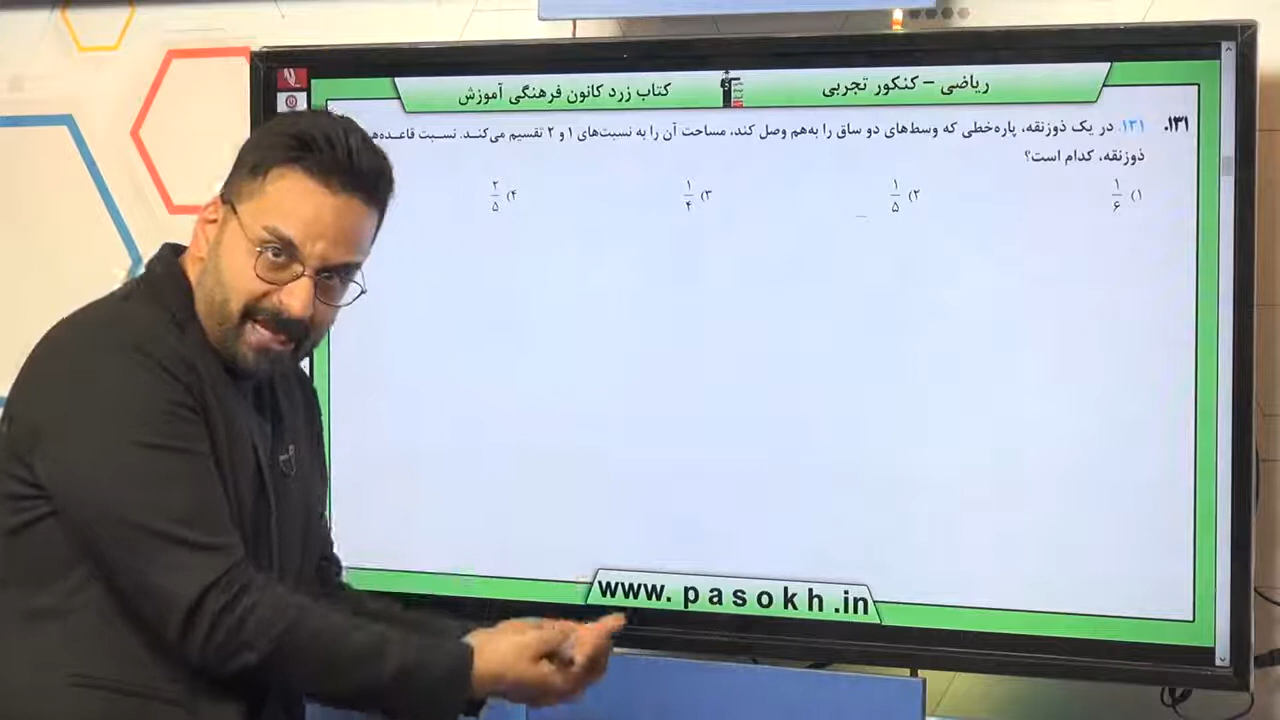 ریاضی – کنکور تجربی
کتاب زرد کانون فرهنگی آموزش
۱۳۱. ۱۳۱. در یک ذوزنقه، پاره‌خطی که وسط‌های دو ساق را به‌هم وصل کند، مساحت آن را به نسبت‌های ۱ و ۲ تقسیم می‌کند. نسبت
ذوزنقه، کدام است؟
۱) ۱/۶ ۲) ۱/۵ ۳) ۱/۴ ۴) ۲/۵
www.pasokh.in